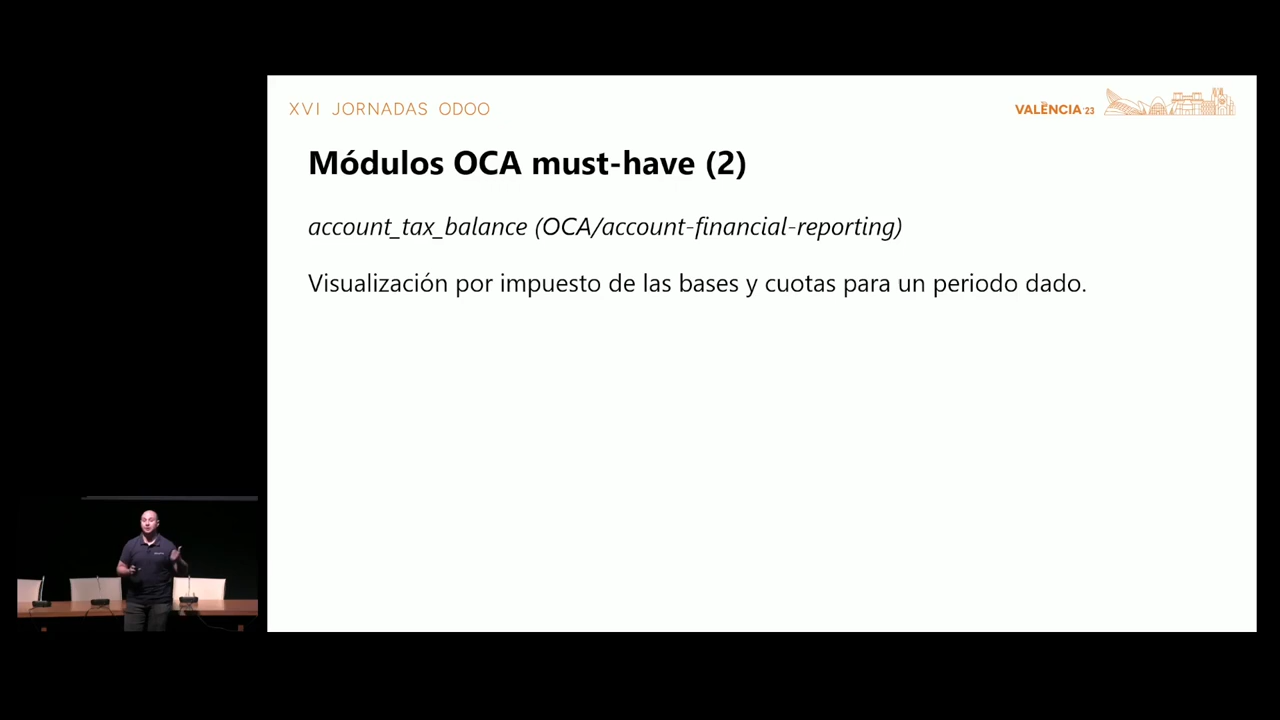 XVI JORNADAS ODOO
VALÈNCIA '23
Módulos OCA must-have (2)
account_tax_balance (OCA/account-financial-reporting)
Visualización por impuesto de las bases y cuotas para un periodo dado.